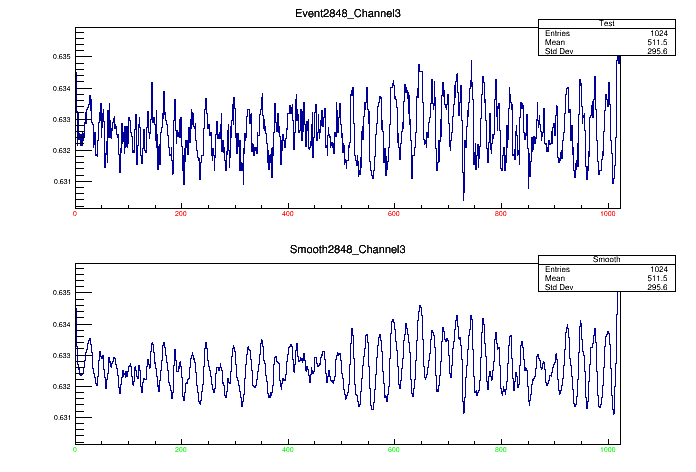 Event2848_Channel3
Test
Entries 1024
Mean 511.5
Std Dev 295.6
0.635
0.634
0.633
0.632
0.631
0 200 400 600 800 1000
Smooth2848_Channel3
Smooth
Entries 1024
Mean 511.5
Std Dev 295.6
0.635
0.634
0.633
0.632
0.631
0 200 400 600 800 1000